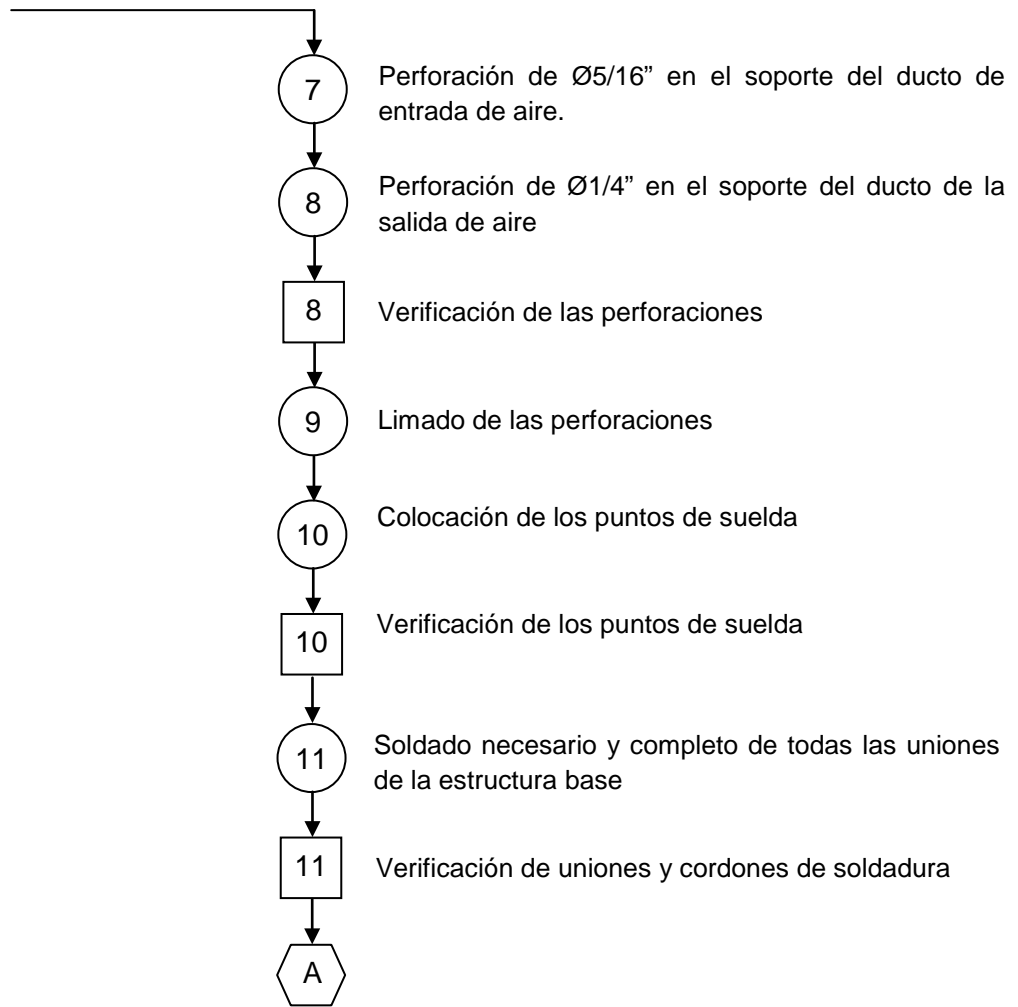 7
Perforación de Ø5/16” en el soporte del ducto de
entrada de aire.
8
Perforación de Ø1/4” en el soporte del ducto de la
salida de aire
8
Verificación de las perforaciones
9
Limado de las perforaciones
10
Colocación de los puntos de suelda
10
Verificación de los puntos de suelda
11
Soldado necesario y completo de todas las uniones
de la estructura base
11
Verificación de uniones y cordones de soldadura
A